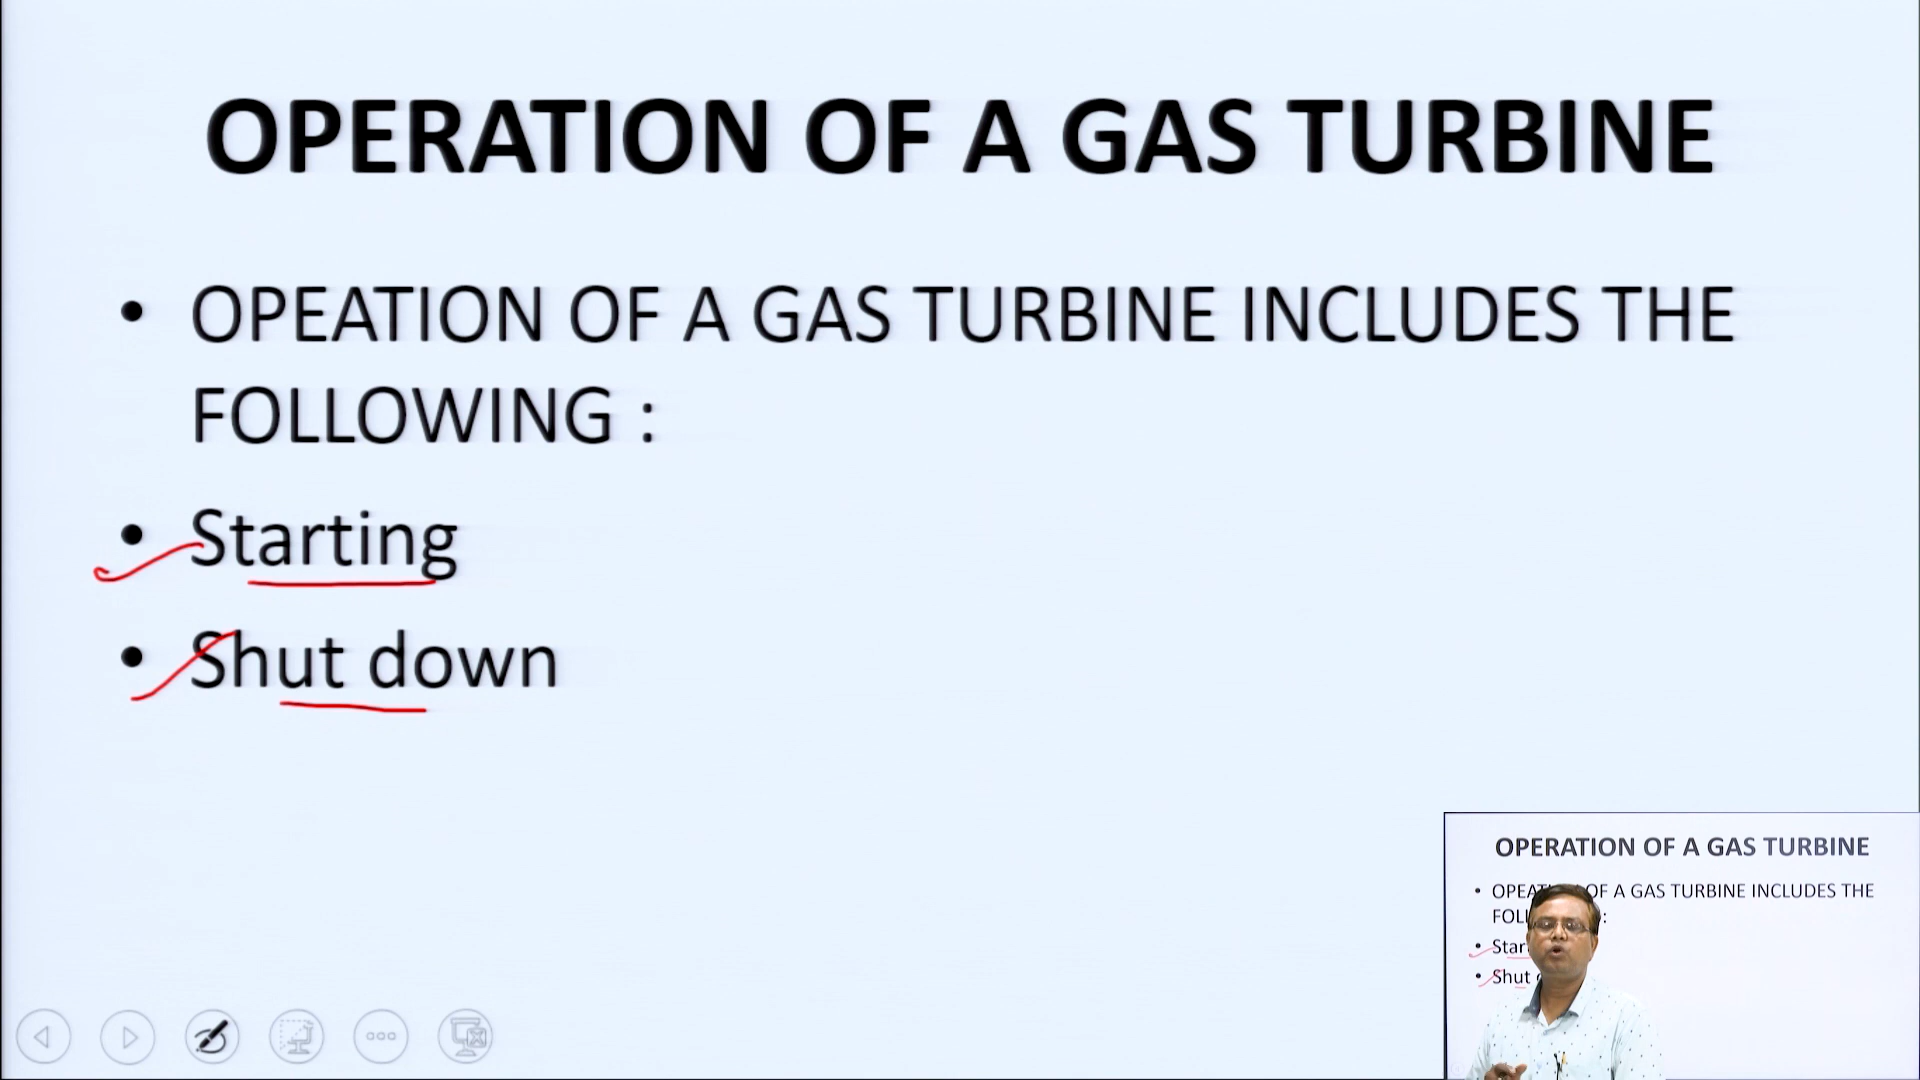 OPERATION OF A GAS TURBINE
• OPEATION OF A GAS TURBINE INCLUDES THE
FOLLOWING :
• Starting
• Shut down
OPERATION OF A GAS TURBINE
• OF A GAS TURBINE INCLUDES THE
:
•
• Shut